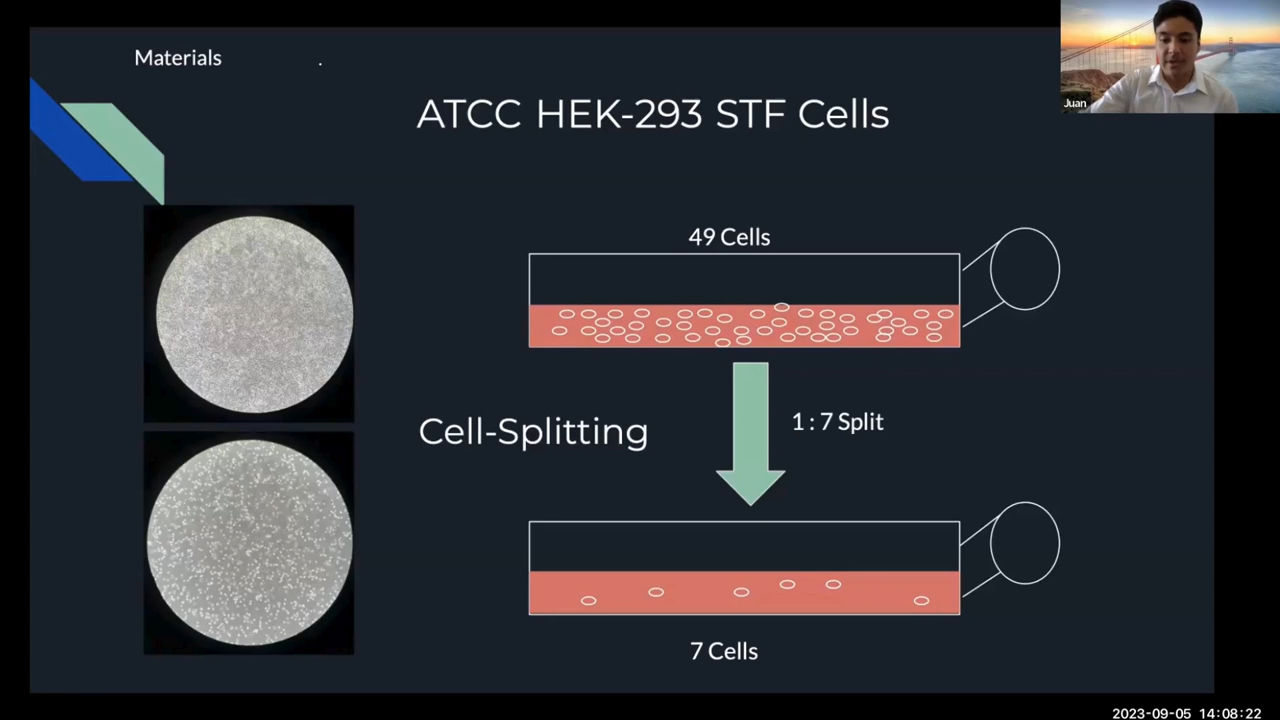 Materials
.
ATCC HEK-293 STF Cells
Juan
49 Cells
Cell-Splitting
1 : 7 Split
7 Cells
2023-09-05 14:08:22